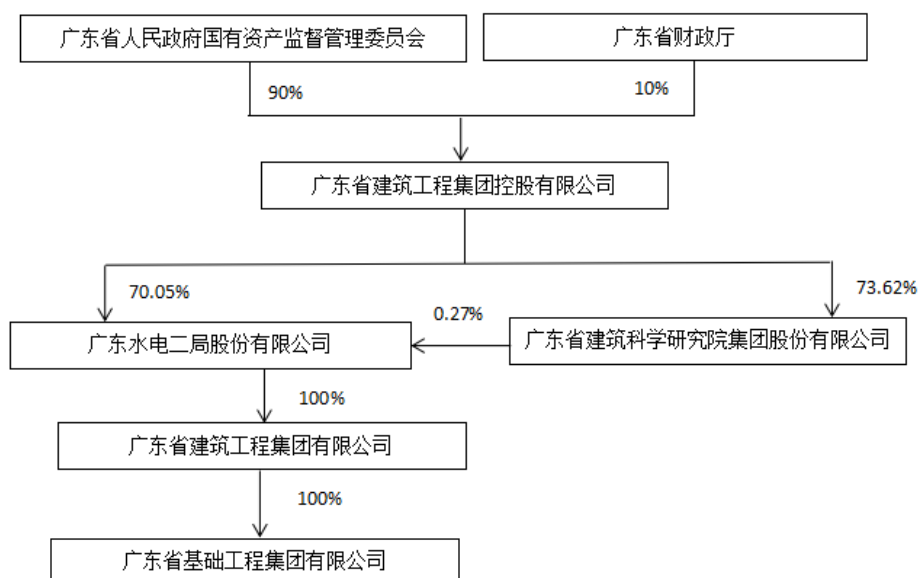 广东省人民政府国有资产监督管理委员会
广东省财政厅
90%
10%
广东省建筑工程集团控股有限公司
70.05%
73.62%
0.27%
广东水电二局股份有限公司
广东省建筑科学研究院集团股份有限公司
100%
广东省建筑工程集团有限公司
100%
广东省基础工程集团有限公司